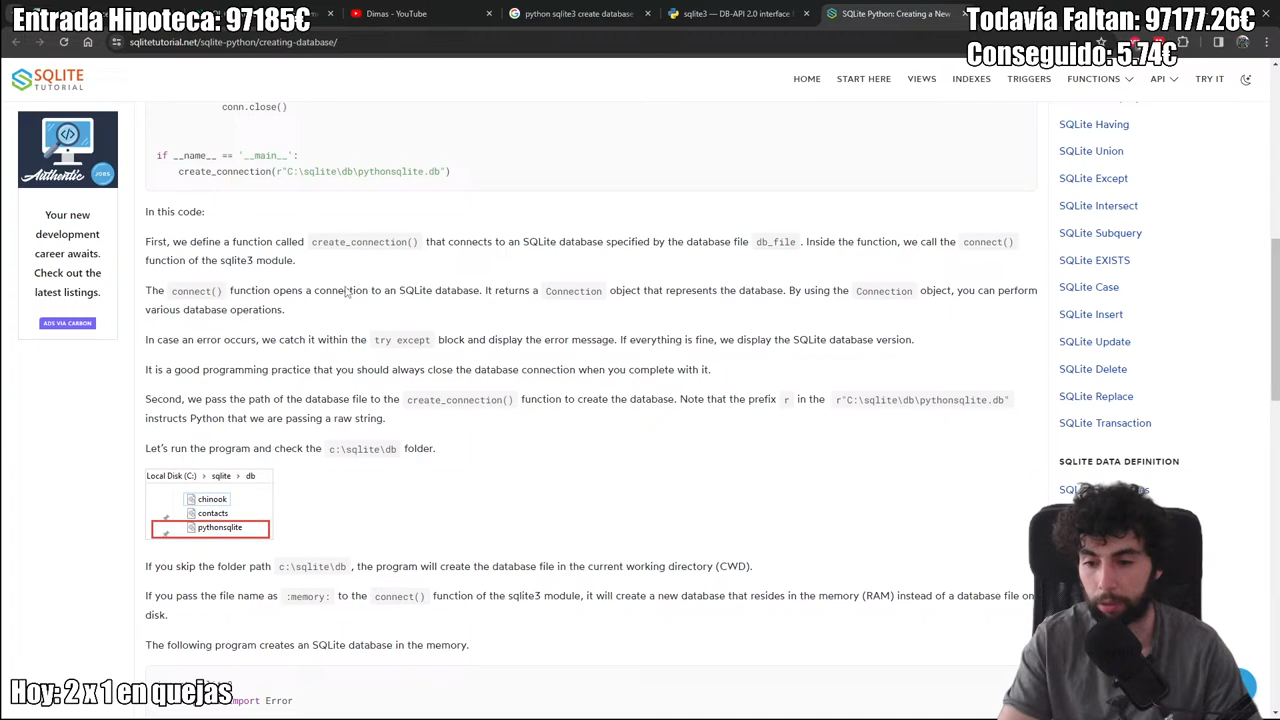 Entrada Hipoteca: 97185€
Todavía Faltan: 97177.26€
Conseguido: 5.74€
Dimas - YouTube
python sqlite3 create database
sqlite3 — DB-API 2.0 interface
SQLite Python: Creating a New
sqlitetutorial.net/sqlite-python/creating-database/
SQLITE
TUTORIAL
HOME
START HERE
VIEWS
INDEXES
TRIGGERS
FUNCTIONS
API
TRY IT
Authentic
JOBS
Your new
development
career awaits.
Check out the
latest listings.
ADS VIA CARBON
conn.close()
if __name__ == '__main__':
create_connection(r"C:\sqlite\db\pythonsqlite.db")
In this code:
First, we define a function called create_connection() that connects to an SQLite database specified by the database file db_file . Inside the function, we call the connect()
function of the sqlite3 module.
The connect() function opens a connection to an SQLite database. It returns a Connection object that represents the database. By using the Connection object, you can perform
various database operations.
In case an error occurs, we catch it within the try except block and display the error message. If everything is fine, we display the SQLite database version.
It is a good programming practice that you should always close the database connection when you complete with it.
Second, we pass the path of the database file to the create_connection() function to create the database. Note that the prefix r in the r"C:\sqlite\db\pythonsqlite.db"
instructs Python that we are passing a raw string.
Let's run the program and check the c:\sqlite\db folder.
Local Disk (C:) > sqlite > db
chinook
contacts
pythonsqlite
If you skip the folder path c:\sqlite\db , the program will create the database file in the current working directory (CWD).
If you pass the file name as :memory: to the connect() function of the sqlite3 module, it will create a new database that resides in the memory (RAM) instead of a database file on
disk.
The following program creates an SQLite database in the memory.
import Error
SQLite Having
SQLite Union
SQLite Except
SQLite Intersect
SQLite Subquery
SQLite EXISTS
SQLite Case
SQLite Insert
SQLite Update
SQLite Delete
SQLite Replace
SQLite Transaction
SQLITE DATA DEFINITION
Hoy: 2 x 1 en quejas